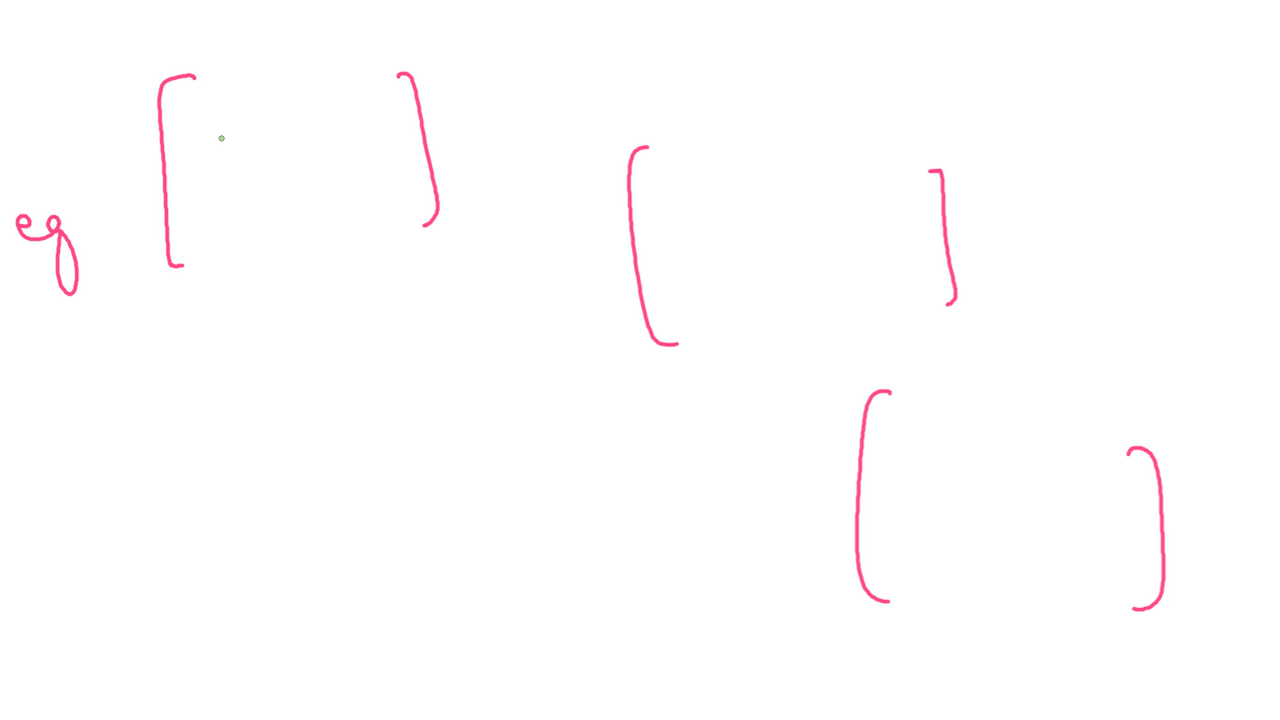 eg [ ] [ ]
[ ]